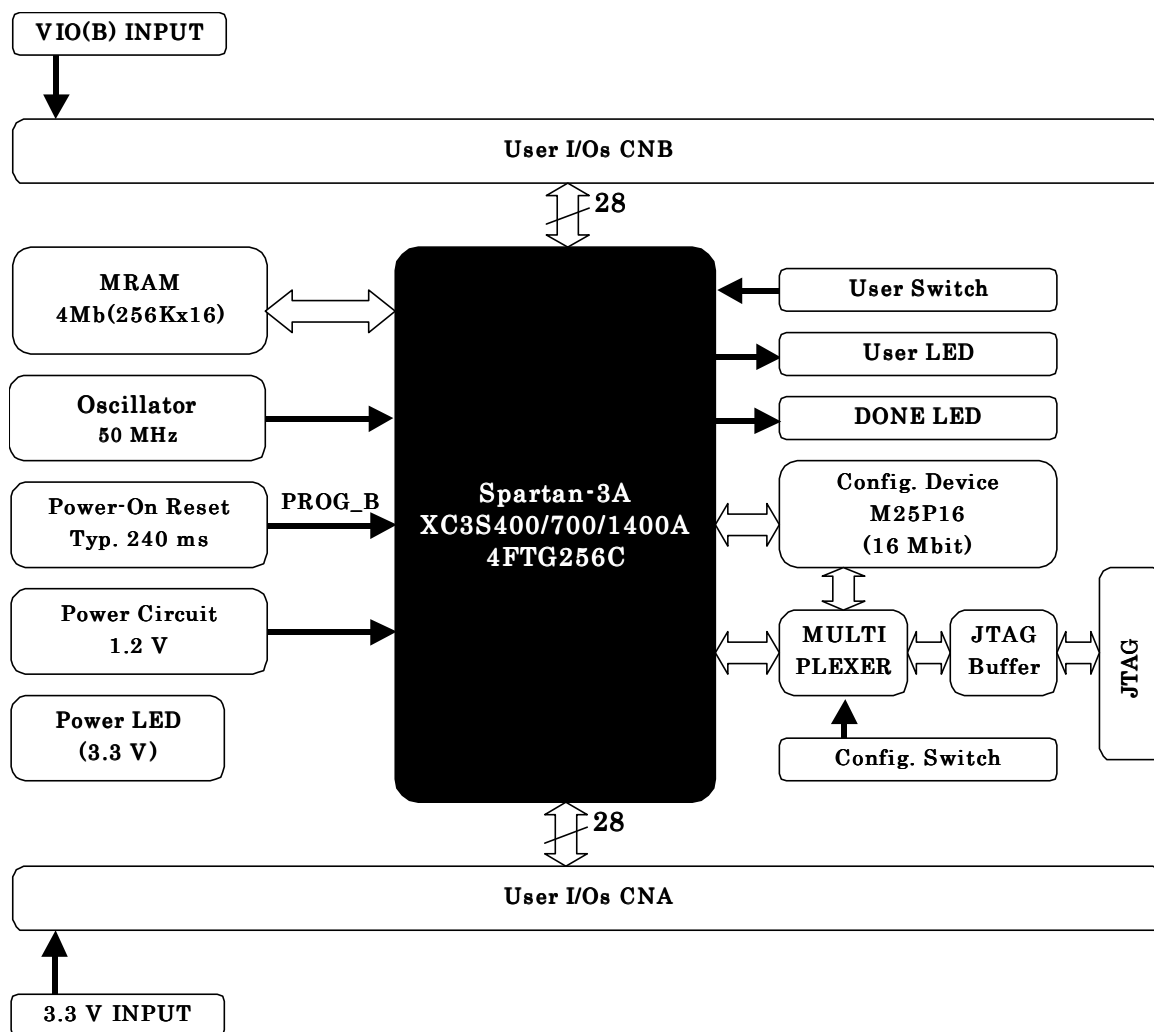 VIO(B) INPUT
User I/Os CNB
28
MRAM
4Mb(256Kx16)
Oscillator
50 MHz
Power-On Reset
Typ. 240 ms
PROG_B
Power Circuit
1.2 V
Power LED
(3.3 V)
Spartan-3A
XC3S400/700/1400A
4FTG256C
User Switch
User LED
DONE LED
Config. Device
M25P16
(16 Mbit)
MULTI
PLEXER
JTAG
Buffer
JTAG
Config. Switch
28
User I/Os CNA
3.3 V INPUT